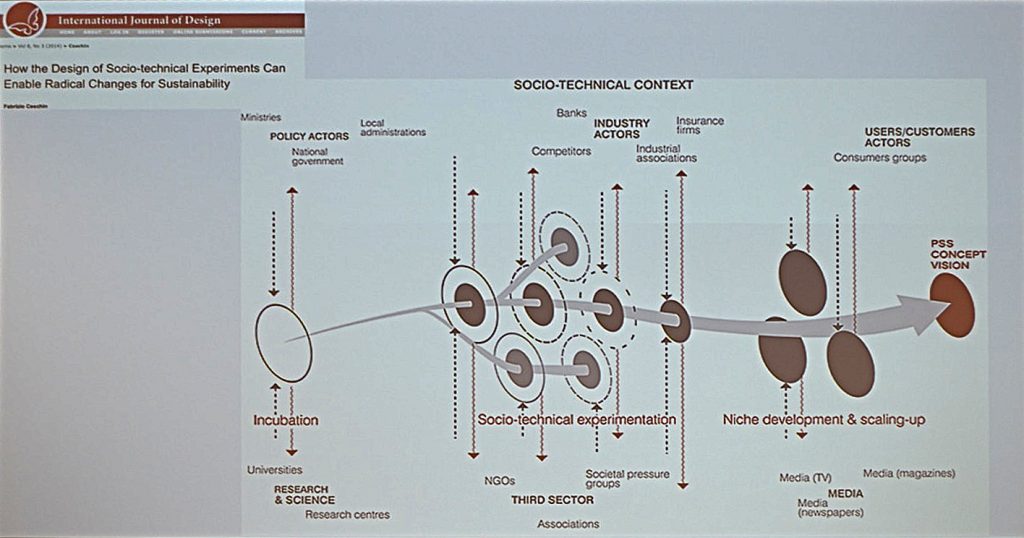 International Journal of Design
HOME ABOUT LOG IN REGISTER ONLINE SUBMISSIONS CURRENT ARCHIVES
> Vol 8, No 3 (2014) > Ceschin
How the Design of Socio-technical Experiments Can
Enable Radical Changes for Sustainability
Fabrizio Ceschin
SOCIO-TECHNICAL CONTEXT
Ministries
POLICY ACTORS
Local
administrations
National
government
Banks
INDUSTRY
ACTORS
Insurance
firms
Competitors
Industrial
associations
USERS/CUSTOMERS
ACTORS
Consumers groups
PSS
CONCEPT
VISION
Incubation
Socio-technical experimentation
Niche development & scaling-up
Universities
RESEARCH
& SCIENCE
Research centres
NGOs
Societal pressure
groups
THIRD SECTOR
Associations
Media (TV)
Media (magazines)
MEDIA
Media
(newspapers)